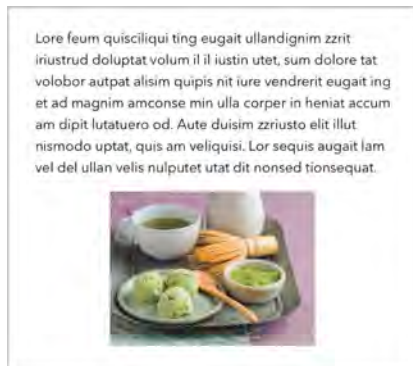 Lore feum quisciliqui ting eugait ullandignim zzrit
iriustrud doluptat volum il il iustin utet, sum dolore tat
volobor autpat alisim quipis nit iure vendrerit eugait ing
et ad magnim amconse min ulla corper in heniat accum
am dipit lutatuero od. Aute duisim zzriusto elit illut
nismodo uptat, quis am veliquisi. Lor sequis augait lam
vel del ullan velis nulputet utat dit nonsed tionsequat.